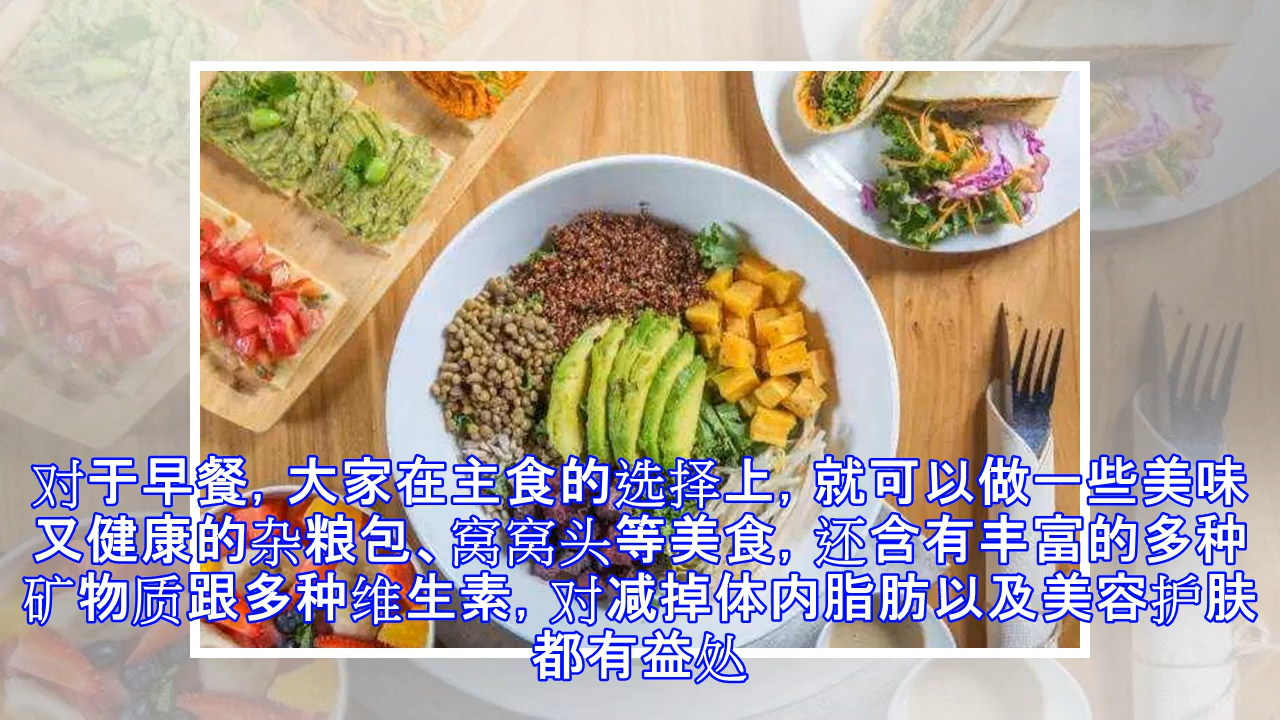 对于早餐，大家在主食的选择上，就可以做一些美味
又健康的杂粮包、窝窝头等美食，还含有丰富的多种
矿物质跟多种维生素，对减掉体内脂肪以及美容护肤
都有益处